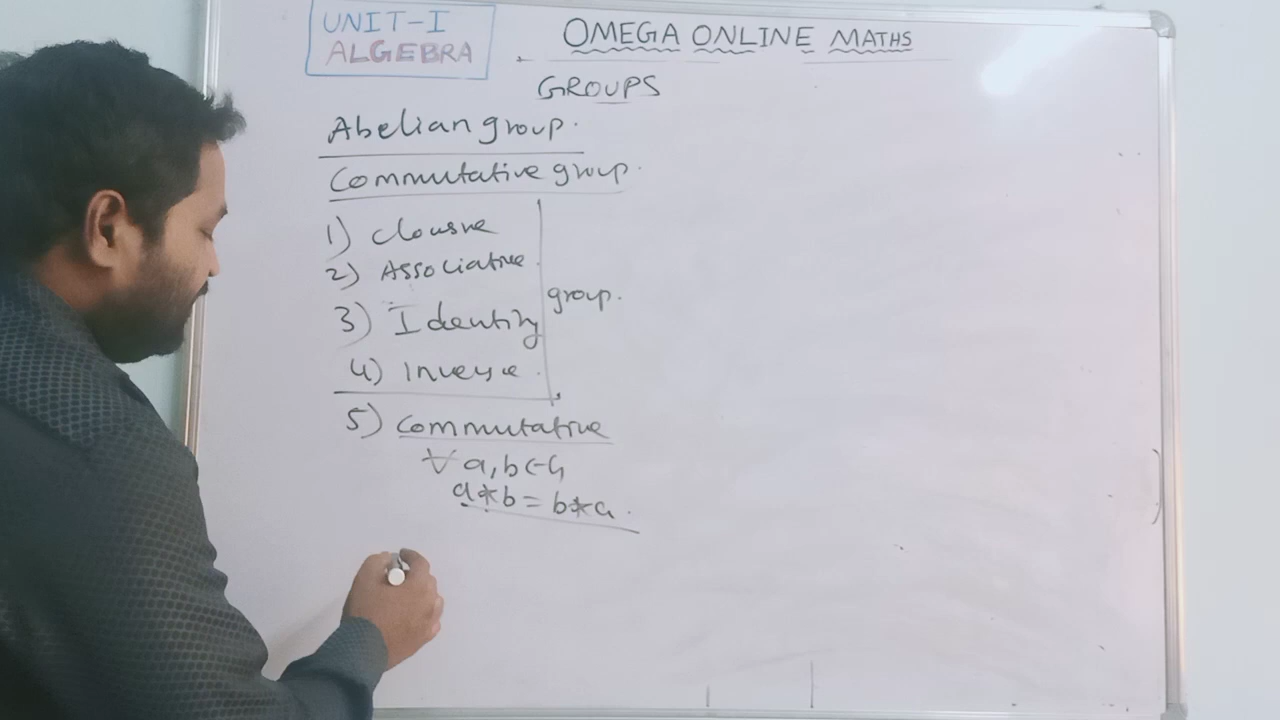 UNIT-I
ALGEBRA
OMEGA ONLINE MATHS
GROUPS
Abelian group.
Commutative group.
1) Closure
2) Associative
3) Identity
4) Inverse
group.
5) Commutative
∀ a, b ∈ G
a*b = b*a.